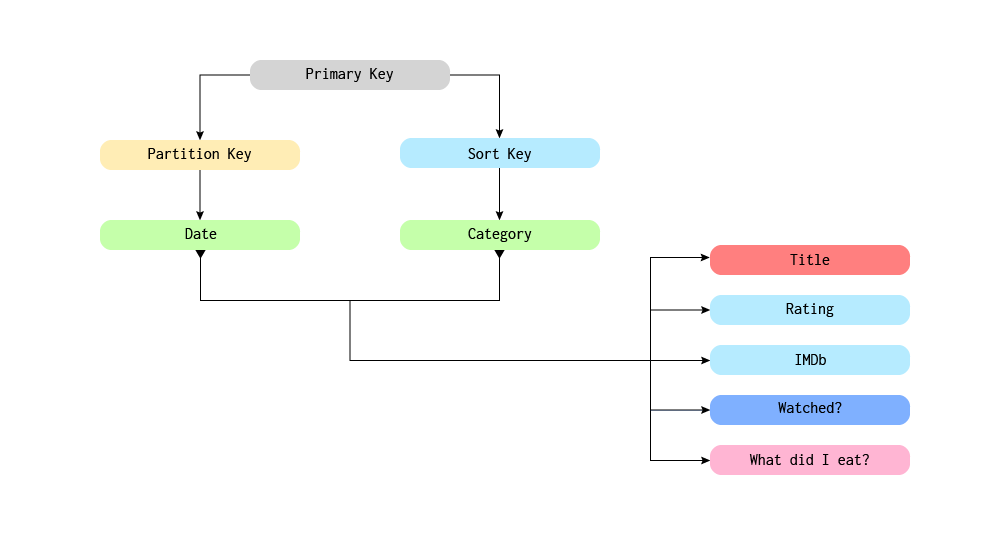 Primary Key
Partition Key
Sort Key
Date
Category
Title
Rating
IMDb
Watched?
What did I eat?